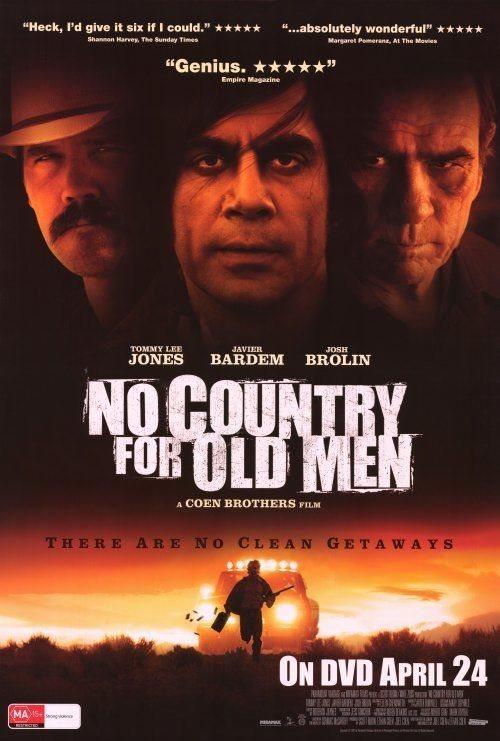 "Heck, I'd give it six if I could." ★★★★★
Shannon Harvey, The Sunday Times
"...absolutely wonderful" ★★★★★
Margaret Pomeranz, At The Movies
"Genius. ★★★★★"
Empire Magazine
TOMMY LEE JONES
JAVIER BARDEM
JOSH BROLIN
NO COUNTRY
FOR OLD MEN
A COEN BROTHERS FILM
THERE ARE NO CLEAN GETAWAYS
ON DVD APRIL 24
MA 15+ Strong violence
RESTRICTED
MIRAMAX